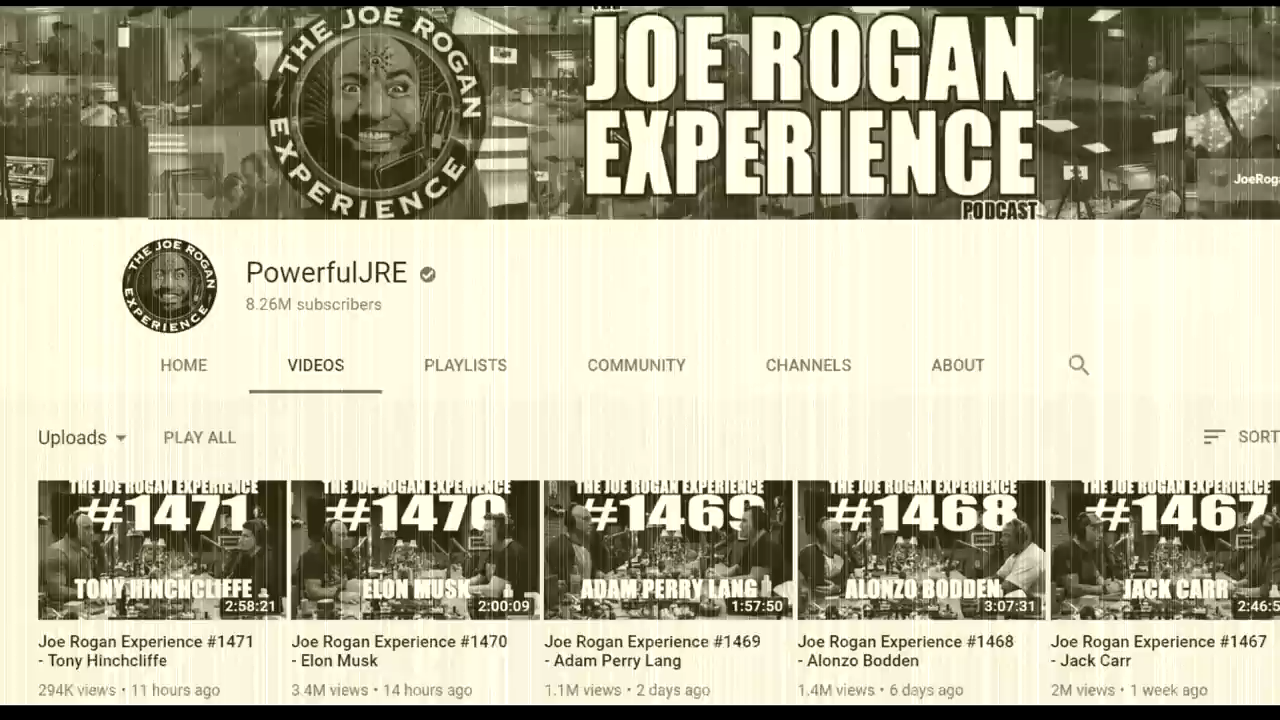 THE JOE ROGAN EXPERIENCE
JOE ROGAN
EXPERIENCE
PODCAST
THE JOE ROGAN EXPERIENCE
PowerfulJRE
8.26M subscribers
HOME VIDEOS PLAYLISTS COMMUNITY CHANNELS ABOUT
Uploads PLAY ALL SORT
THE JOE ROGAN EXPERIENCE
#1471
TONY HINCHCLIFFE
2:58:21
THE JOE ROGAN EXPERIENCE
#1470
ELON MUSK
2:00:09
THE JOE ROGAN EXPERIENCE
#1469
ADAM PERRY LANG
1:57:50
THE JOE ROGAN EXPERIENCE
#1468
ALONZO BODDEN
3:07:31
THE JOE ROGAN EXPERIENCE
#1467
JACK CARR
Joe Rogan Experience #1471
- Tony Hinchcliffe
294K views • 11 hours ago
Joe Rogan Experience #1470
- Elon Musk
3.4M views • 14 hours ago
Joe Rogan Experience #1469
- Adam Perry Lang
1.1M views • 2 days ago
Joe Rogan Experience #1468
- Alonzo Bodden
1.4M views • 6 days ago
Joe Rogan Experience #1467
- Jack Carr
2M views • 1 week ago